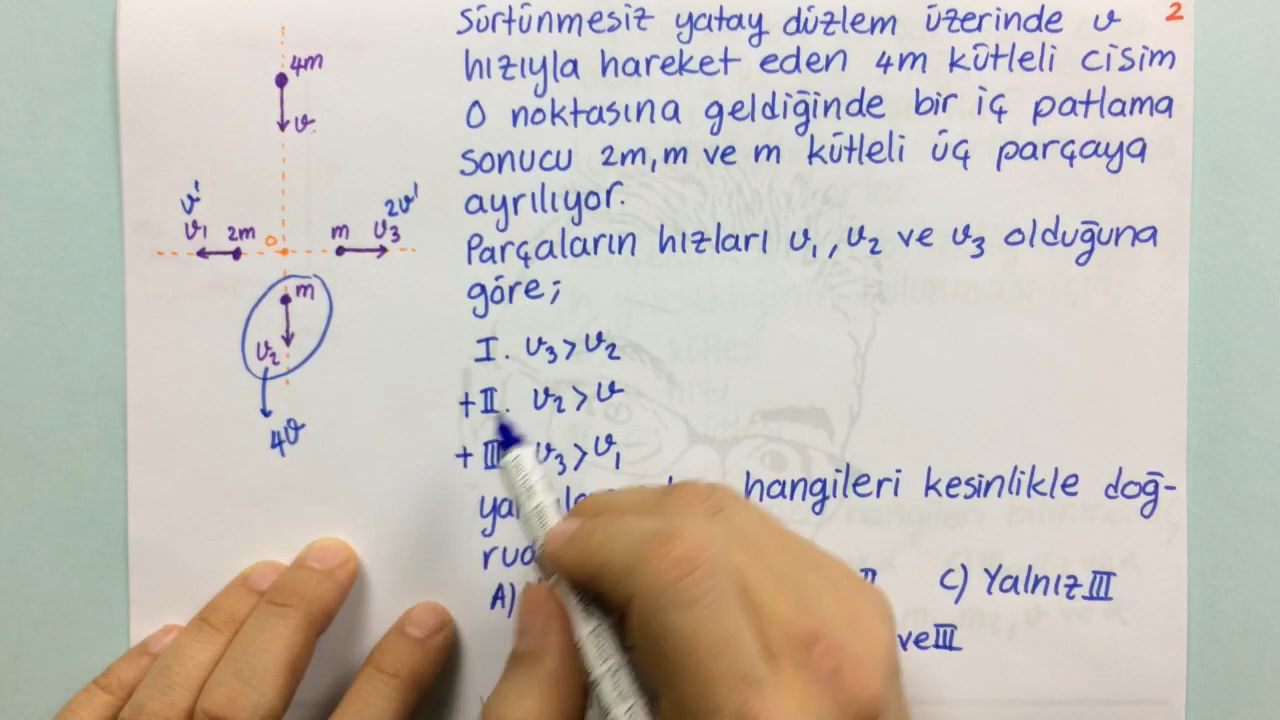 Sürtünmesiz yatay düzlem üzerinde v 2
hızıyla hareket eden 4m kütleli cisim
O noktasına geldiğinde bir iç patlama
sonucu 2m, m ve m kütleli üç parçaya
ayrılıyor.
Parçaların hızları v1, v2 ve v3 olduğuna
göre;
I. v3 > v2
+ II. v2 > v
+ III v3 > v1
hangileri kesinlikle doğ-
A)
C) Yalnız III
ve III
4m
v
v' 2v'
v1 2m O m v3
m
v2
4v